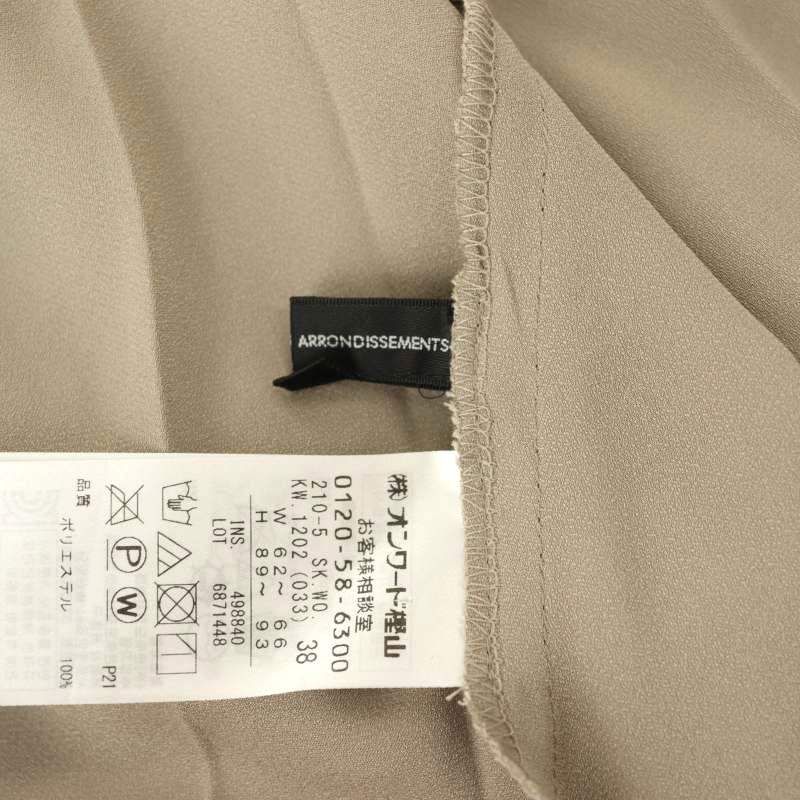 ARRONDISSEMENTS
㈱オンワード樫山
お客様相談室
0120-58-6300
210-5 SK.WO: 38
KW.1202 (033)
W 62~ 66
H 89~ 93
INS. 498840
LOT 6871448
P W
P21
品質 ポリエステル 100%